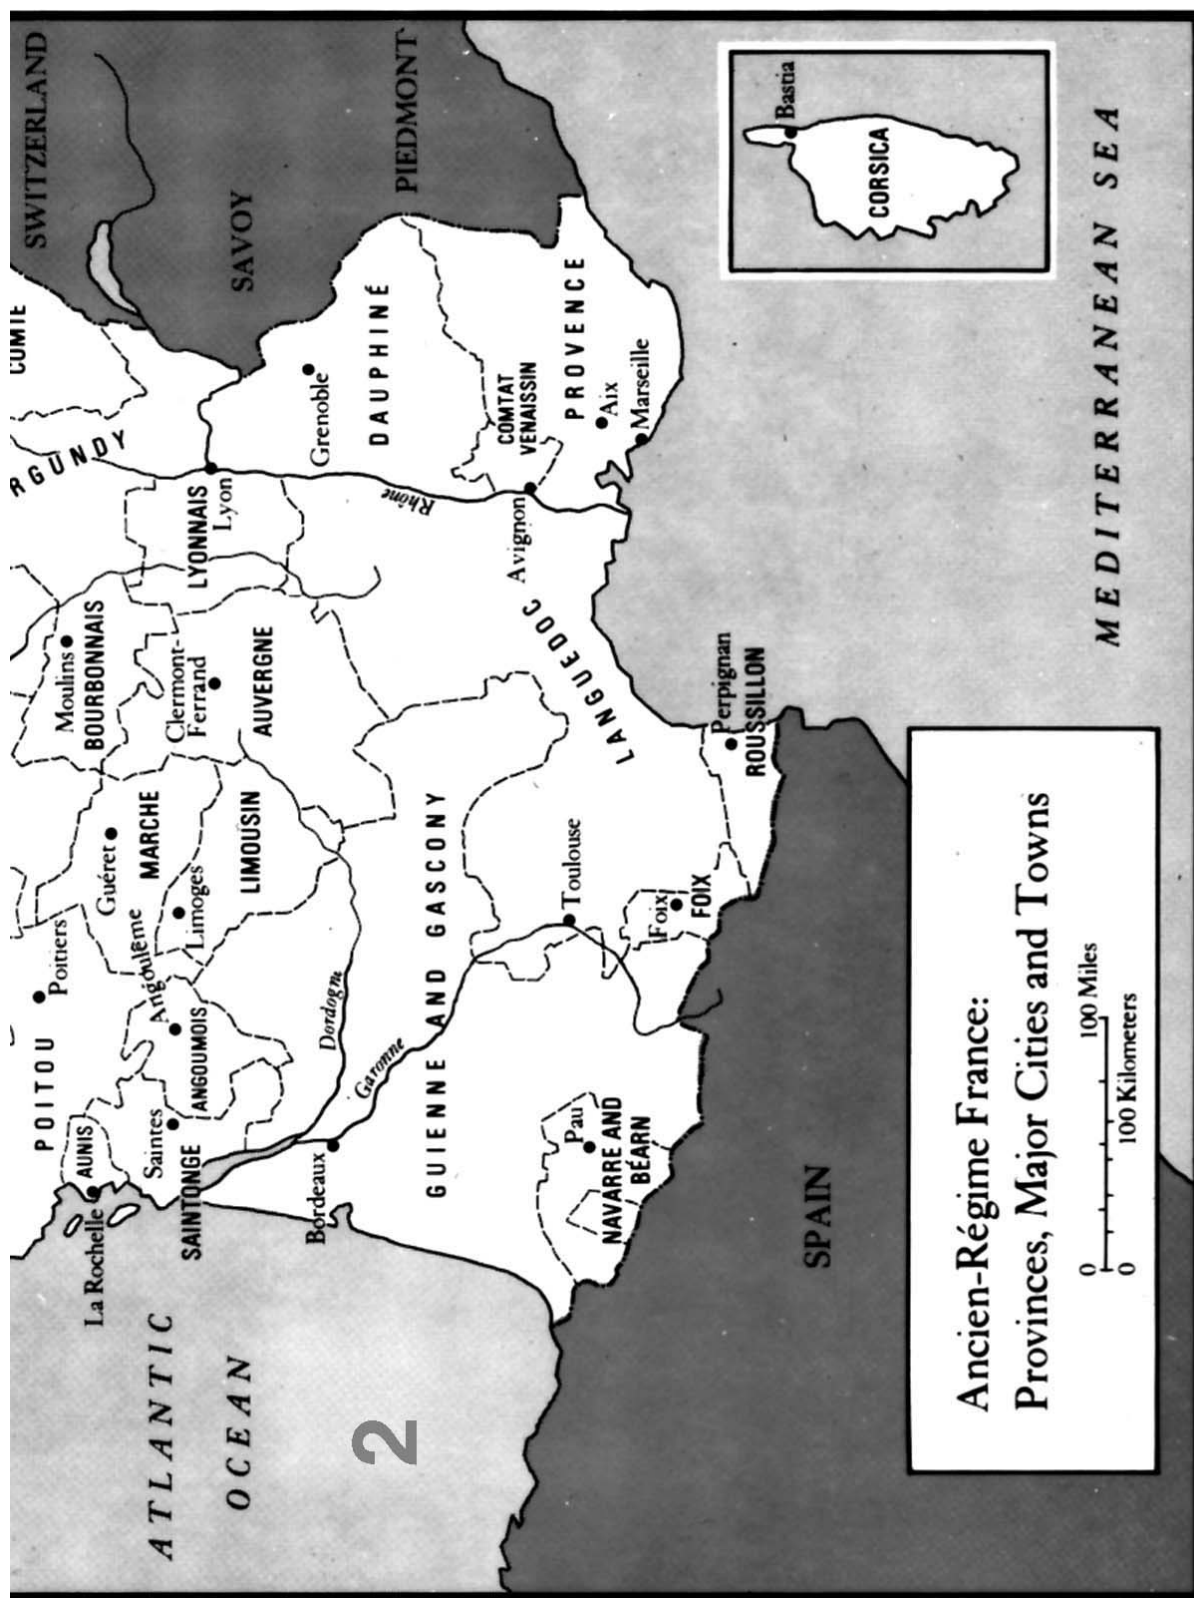 SWITZERLAND
SAVOY
PIEDMONT
COMTE
RGUNDY
POITOU
Poitiers
Moulins
BOURBONNAIS
Guéret
MARCHE
La Rochelle
AUNIS
Saintes
SAINTONGE
Angoulême
ANGOUMOIS
Limoges
LIMOUSIN
Clermont-
Ferrand
AUVERGNE
LYONNAIS
Lyon
Grenoble
DAUPHINÉ
Rhône
Dordogne
Garonne
Bordeaux
GUIENNE AND GASCONY
COMTAT
VENAISSIN
Avignon
PROVENCE
Aix
Marseille
LANGUEDOC
Toulouse
Pau
NAVARRE AND
BÉARN
Foix
FOIX
Perpignan
ROUSSILLON
ATLANTIC
OCEAN
2
SPAIN
Bastia
CORSICA
MEDITERRANEAN SEA
Ancien-Régime France:
Provinces, Major Cities and Towns
0 100 Miles
0 100 Kilometers